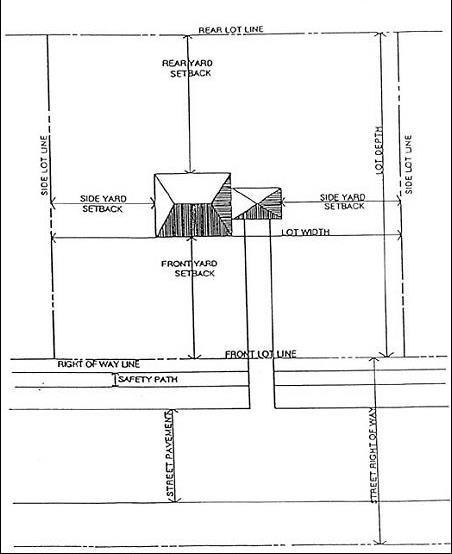 REAR LOT LINE
REAR YARD
SETBACK
SIDE LOT LINE
LOT DEPTH
SIDE LOT LINE
SIDE YARD
SETBACK
SIDE YARD
SETBACK
LOT WIDTH
FRONT YARD
SETBACK
FRONT LOT LINE
RIGHT OF WAY LINE
SAFETY PATH
STREET PAVEMENT
STREET RIGHT OF WAY